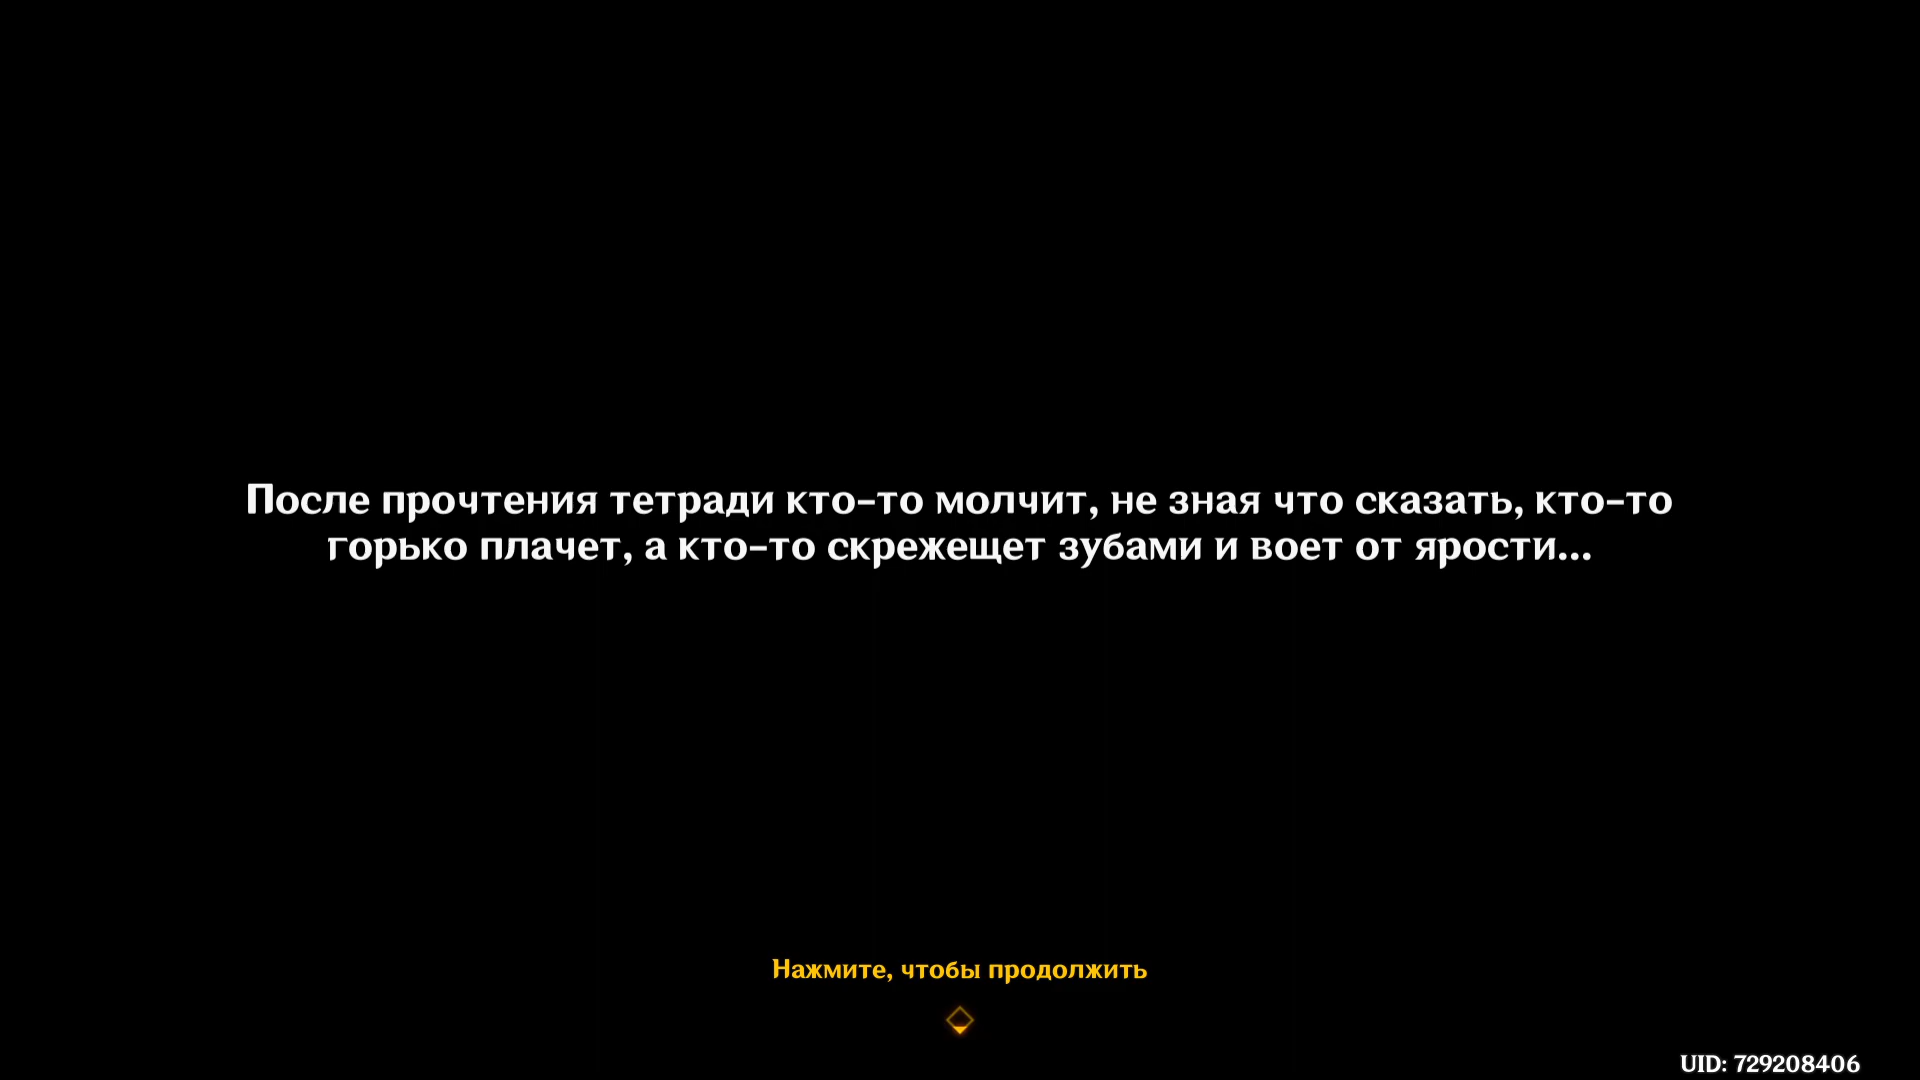 После прочтения тетради кто-то молчит, не зная что сказать, кто-то
горько плачет, а кто-то скрежещет зубами и воет от ярости...
Нажмите, чтобы продолжить
UID: 729208406